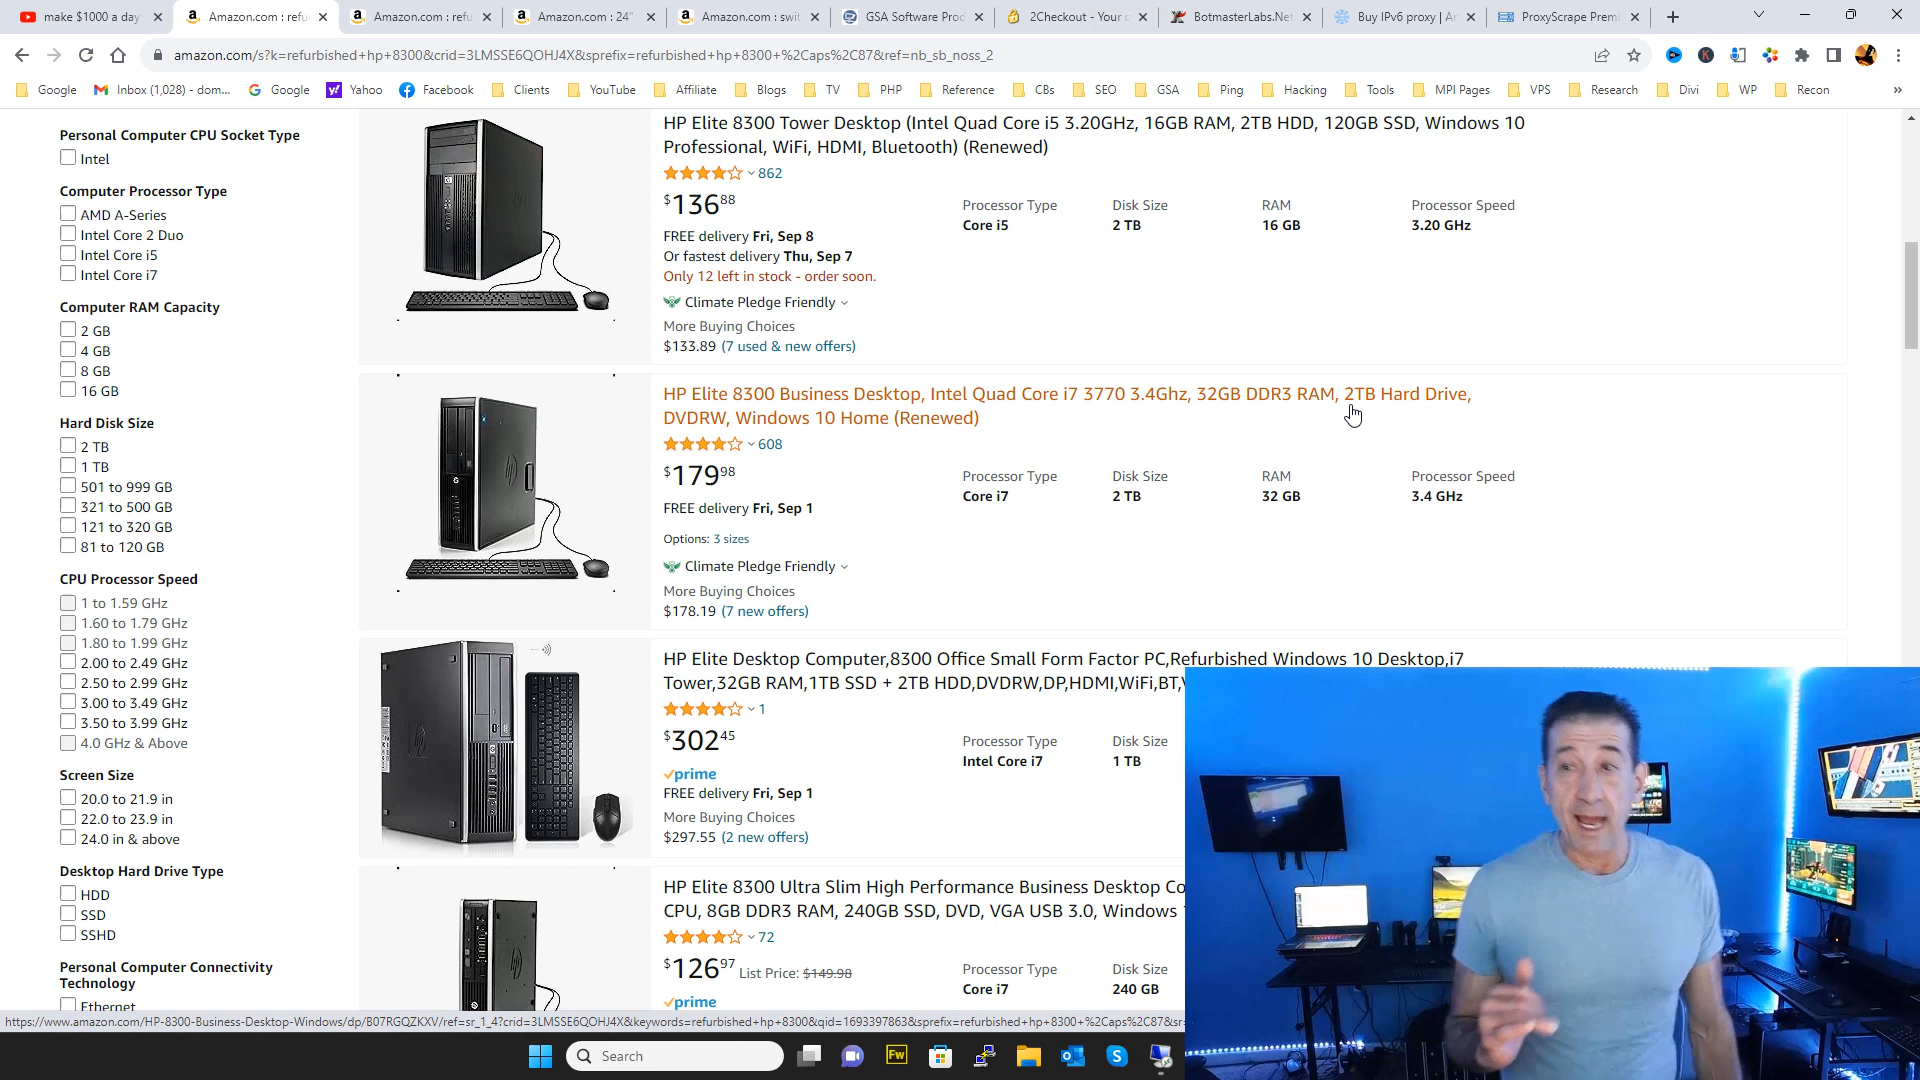 make $1000 a day
Amazon.com : refu
Amazon.com : refu
Amazon.com : 24"
Amazon.com : swit
GSA Software Prod
2Checkout - Your c
BotmasterLabs.Net
Buy IPv6 proxy | A
ProxyScrape Premi
amazon.com/s?k=refurbished+hp+8300&crid=3LMSSE6QOHJ4X&sprefix=refurbished+hp+8300+%2Caps%2C87&ref=nb_sb_noss_2
Google
Inbox (1,028) - dom...
Google
Yahoo
Facebook
Clients
YouTube
Affiliate
Blogs
TV
PHP
Reference
CBs
SEO
GSA
Ping
Hacking
Tools
MPI Pages
VPS
Research
Divi
WP
Recon
Personal Computer CPU Socket Type
Intel
Computer Processor Type
AMD A-Series
Intel Core 2 Duo
Intel Core i5
Intel Core i7
Computer RAM Capacity
2 GB
4 GB
8 GB
16 GB
Hard Disk Size
2 TB
1 TB
501 to 999 GB
321 to 500 GB
121 to 320 GB
81 to 120 GB
CPU Processor Speed
1 to 1.59 GHz
1.60 to 1.79 GHz
1.80 to 1.99 GHz
2.00 to 2.49 GHz
2.50 to 2.99 GHz
3.00 to 3.49 GHz
3.50 to 3.99 GHz
4.0 GHz & Above
Screen Size
20.0 to 21.9 in
22.0 to 23.9 in
24.0 in & above
Desktop Hard Drive Type
HDD
SSD
SSHD
Personal Computer Connectivity
Technology
Ethernet
HP Elite 8300 Tower Desktop (Intel Quad Core i5 3.20GHz, 16GB RAM, 2TB HDD, 120GB SSD, Windows 10
Professional, WiFi, HDMI, Bluetooth) (Renewed)
862
$136 88
FREE delivery Fri, Sep 8
Or fastest delivery Thu, Sep 7
Only 12 left in stock - order soon.
Climate Pledge Friendly
More Buying Choices
$133.89 (7 used & new offers)
Processor Type Disk Size RAM Processor Speed
Core i5 2 TB 16 GB 3.20 GHz
HP Elite 8300 Business Desktop, Intel Quad Core i7 3770 3.4Ghz, 32GB DDR3 RAM, 2TB Hard Drive,
DVDRW, Windows 10 Home (Renewed)
608
$179 98
FREE delivery Fri, Sep 1
Options: 3 sizes
Climate Pledge Friendly
More Buying Choices
$178.19 (7 new offers)
Processor Type Disk Size RAM Processor Speed
Core i7 2 TB 32 GB 3.4 GHz
HP Elite Desktop Computer,8300 Office Small Form Factor PC,Refurbished Windows 10 Desktop,i7
Tower,32GB RAM,1TB SSD + 2TB HDD,DVDRW,DP,HDMI,WiFi,BT,
1
$302 45
prime
FREE delivery Fri, Sep 1
More Buying Choices
$297.55 (2 new offers)
Processor Type Disk Size
Intel Core i7 1 TB
HP Elite 8300 Ultra Slim High Performance Business Desktop Co
CPU, 8GB DDR3 RAM, 240GB SSD, DVD, VGA USB 3.0, Windows
72
$126 97 List Price: $149.98
prime
Processor Type Disk Size
Core i7 240 GB
https://www.amazon.com/HP-8300-Business-Desktop-Windows/dp/B07RGQZKXV/ref=sr_1_4?crid=3LMSSE6QOHJ4X&keywords=refurbished+hp+8300&qid=1693397863&sprefix=refurbished+hp+8300+%2Caps%2C87&sr=
Search
Fw